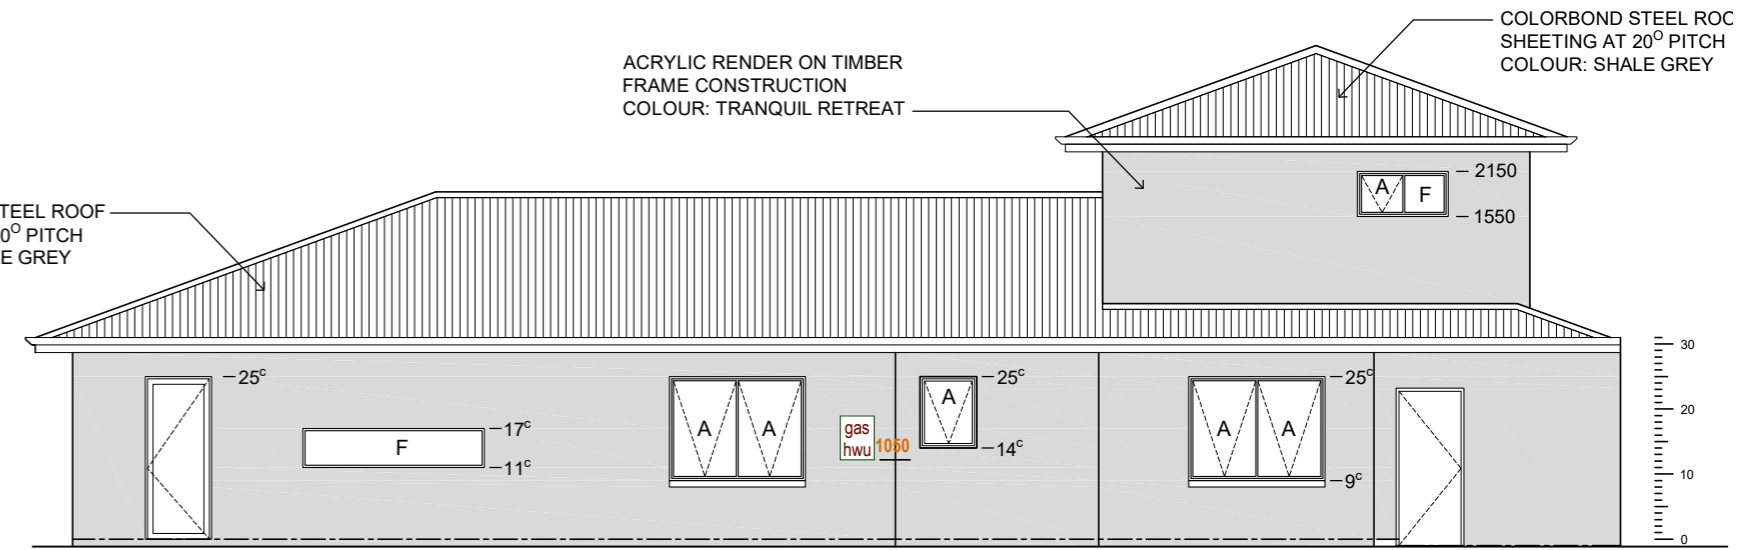 COLORBOND STEEL ROO
SHEETING AT 20° PITCH
COLOUR: SHALE GREY
ACRYLIC RENDER ON TIMBER
FRAME CONSTRUCTION
COLOUR: TRANQUIL RETREAT
2150
A F
1550
TEEL ROOF
0° PITCH
E GREY
30
25ᶜ
25ᶜ
25ᶜ
A
20
17ᶜ
F
11ᶜ
A A
gas
hwu
1050
14ᶜ
A A
9ᶜ
10
0